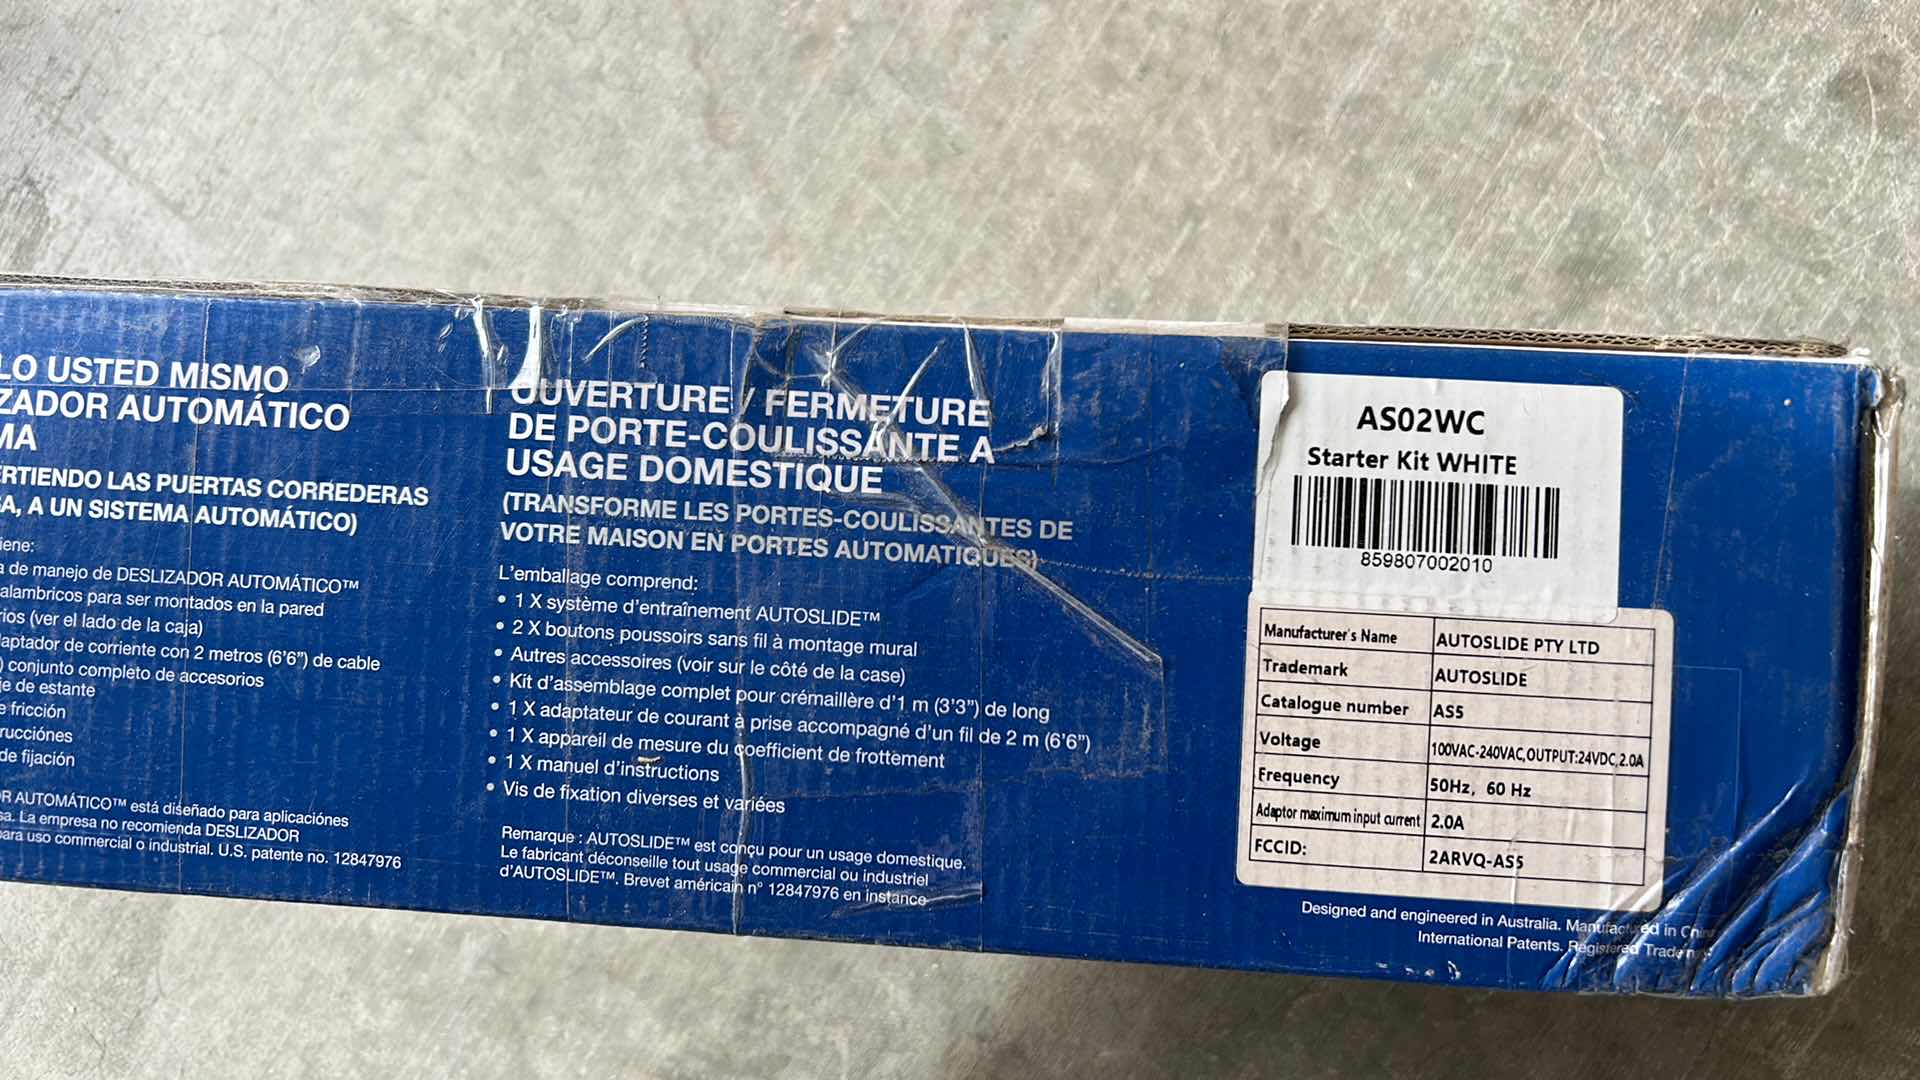 LO USTED MISMO
ZADOR AUTOMÁTICO
MA
ERTIENDO LAS PUERTAS CORREDERAS
SA, A UN SISTEMA AUTOMÁTICO)
iene:
a de manejo de DESLIZADOR AUTOMÁTICO™
alambricos para ser montados en la pared
rios (ver el lado de la caja)
aptador de corriente con 2 metros (6'6") de cable
) conjunto completo de accesorios
je de estante
e fricción
rucciónes
de fijación
OR AUTOMÁTICO™ está diseñado para aplicaciónes
sa. La empresa no recomienda DESLIZADOR
para uso commercial o industrial. U.S. patente no. 12847976
OUVERTURE / FERMETURE
DE PORTE-COULISSANTE A
USAGE DOMESTIQUE
(TRANSFORME LES PORTES-COULISSANTES DE
VOTRE MAISON EN PORTES AUTOMATIQUES)
L'emballage comprend:
• 1 X système d'entraînement AUTOSLIDE™
• 2 X boutons poussoirs sans fil à montage mural
• Autres accessoires (voir sur le côté de la case)
• Kit d'assemblage complet pour crémaillère d'1 m (3'3") de long
• 1 X adaptateur de courant à prise accompagné d'un fil de 2 m (6'6")
• 1 X appareil de mesure du coefficient de frottement
• 1 X manuel d'instructions
• Vis de fixation diverses et variées
Remarque : AUTOSLIDE™ est conçu pour un usage domestique.
Le fabricant déconseille tout usage commercial ou industriel
d'AUTOSLIDE™. Brevet américain n° 12847976 en instance
AS02WC
Starter Kit WHITE
859807002010
Manufacturer's Name AUTOSLIDE PTY LTD
Trademark AUTOSLIDE
Catalogue number AS5
Voltage 100VAC-240VAC,OUTPUT:24VDC,2.0A
Frequency 50Hz, 60 Hz
Adaptor maximum input current 2.0A
FCCID: 2ARVQ-AS5
Designed and engineered in Australia. Manufactured in China
International Patents. Registered Tradem